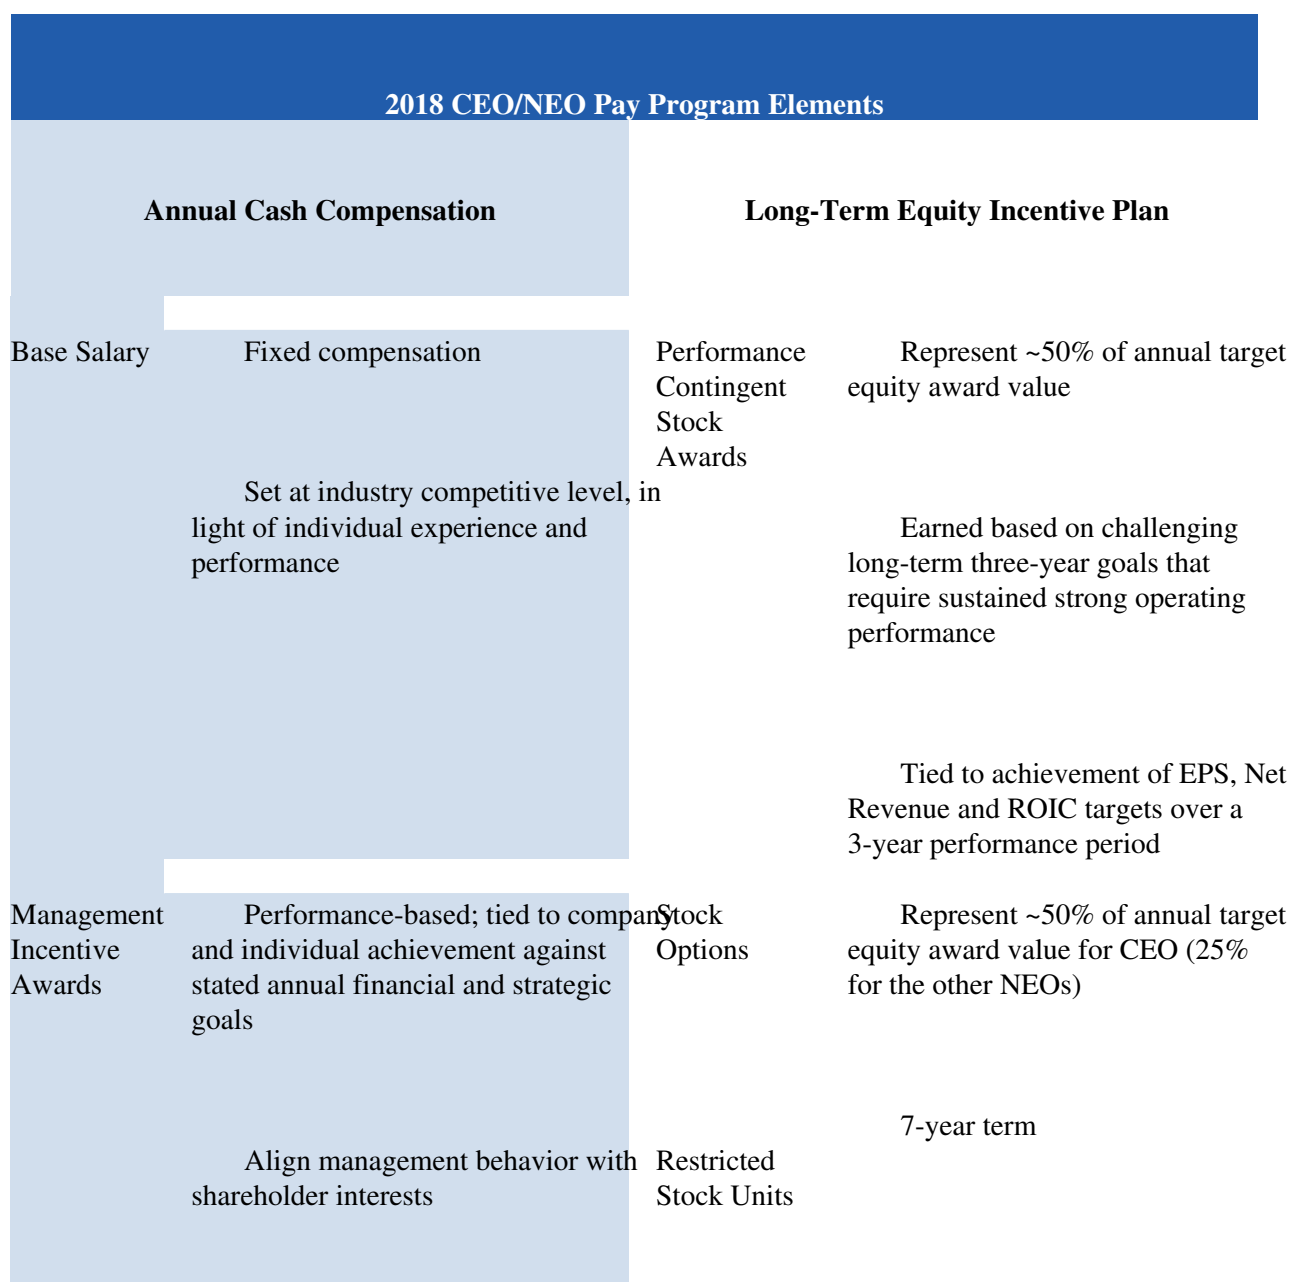 2018 CEO/NEO Pay Program Elements
Annual Cash Compensation
Long-Term Equity Incentive Plan
Base Salary
Fixed compensation
Set at industry competitive level, in
light of individual experience and
performance
Performance
Contingent
Stock
Awards
Represent ~50% of annual target
equity award value
Earned based on challenging
long-term three-year goals that
require sustained strong operating
performance
Tied to achievement of EPS, Net
Revenue and ROIC targets over a
3-year performance period
Management
Incentive
Awards
Performance-based; tied to company
and individual achievement against
stated annual financial and strategic
goals
Align management behavior with
shareholder interests
Stock
Options
Represent ~50% of annual target
equity award value for CEO (25%
for the other NEOs)
7-year term
Restricted
Stock Units